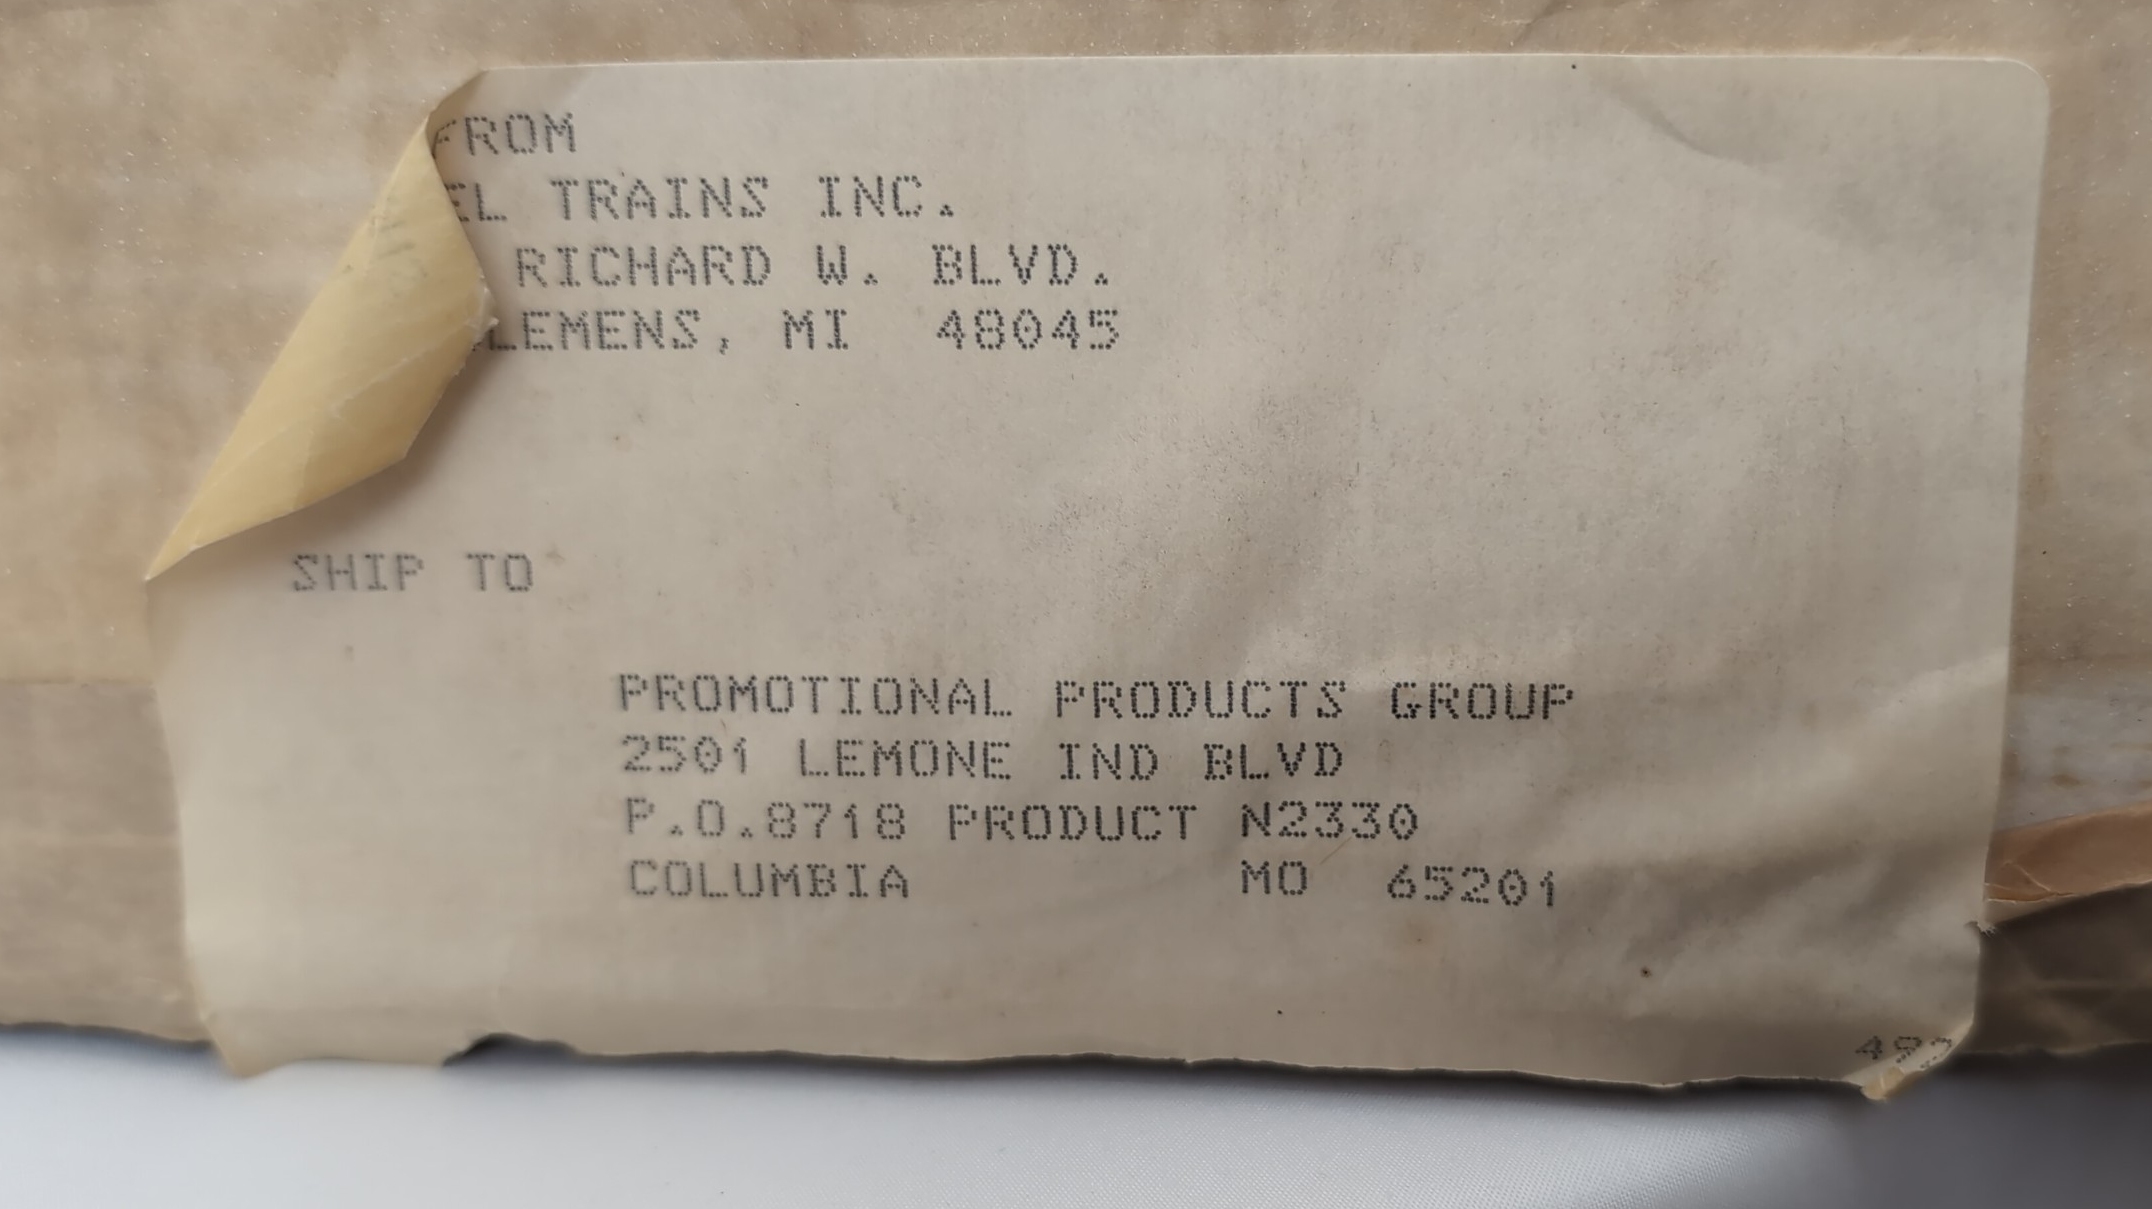 FROM
EL TRAINS INC.
RICHARD W. BLVD.
LEMENS, MI 48045
SHIP TO
PROMOTIONAL PRODUCTS GROUP
2501 LEMONE IND BLVD
P.O.8718 PRODUCT N2330
COLUMBIA MO 65201